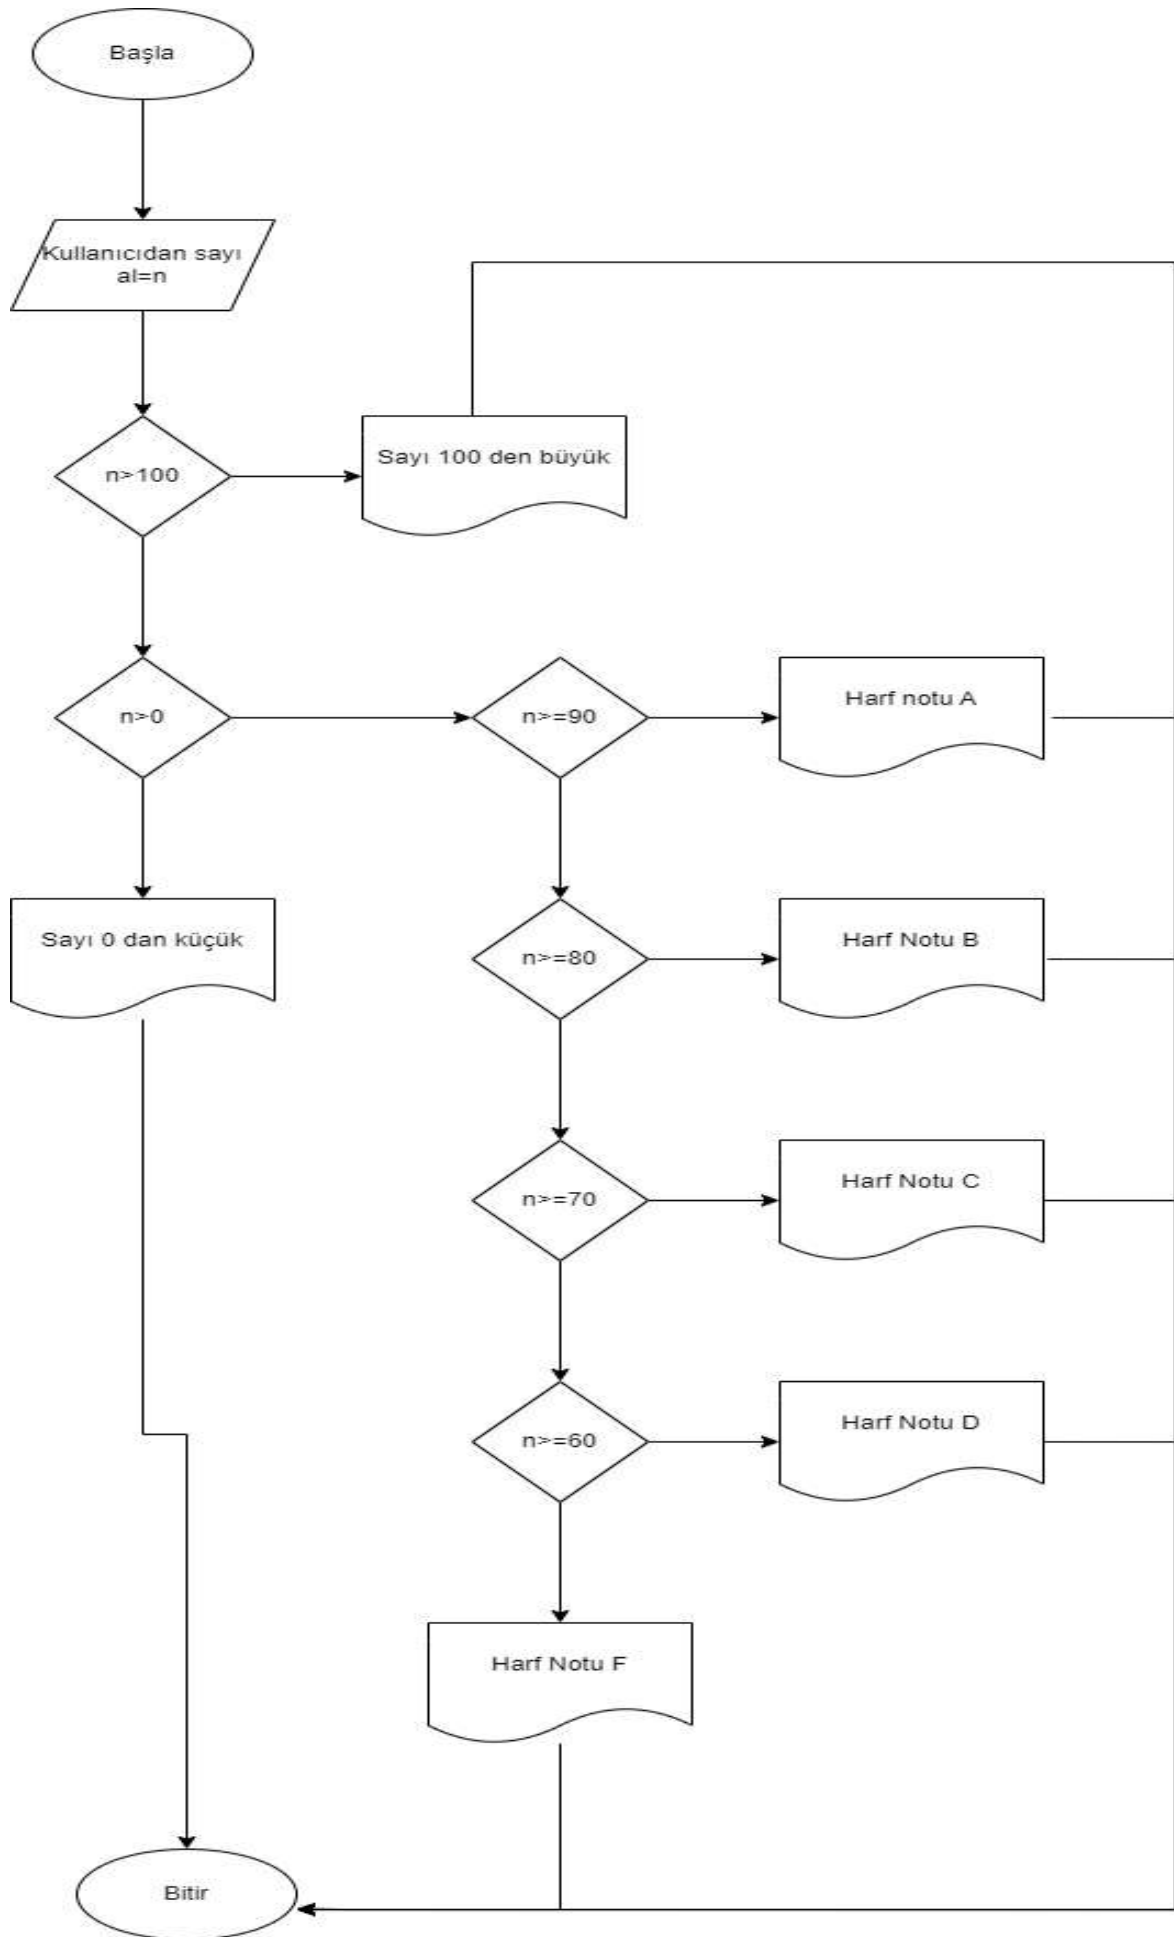 Başla
Kullanıcıdan sayı
al=n
n>100
Sayı 100 den büyük
n>0
n>=90
Harf notu A
Sayı 0 dan küçük
n>=80
Harf Notu B
n>=70
Harf Notu C
n>=60
Harf Notu D
Harf Notu F
Bitir